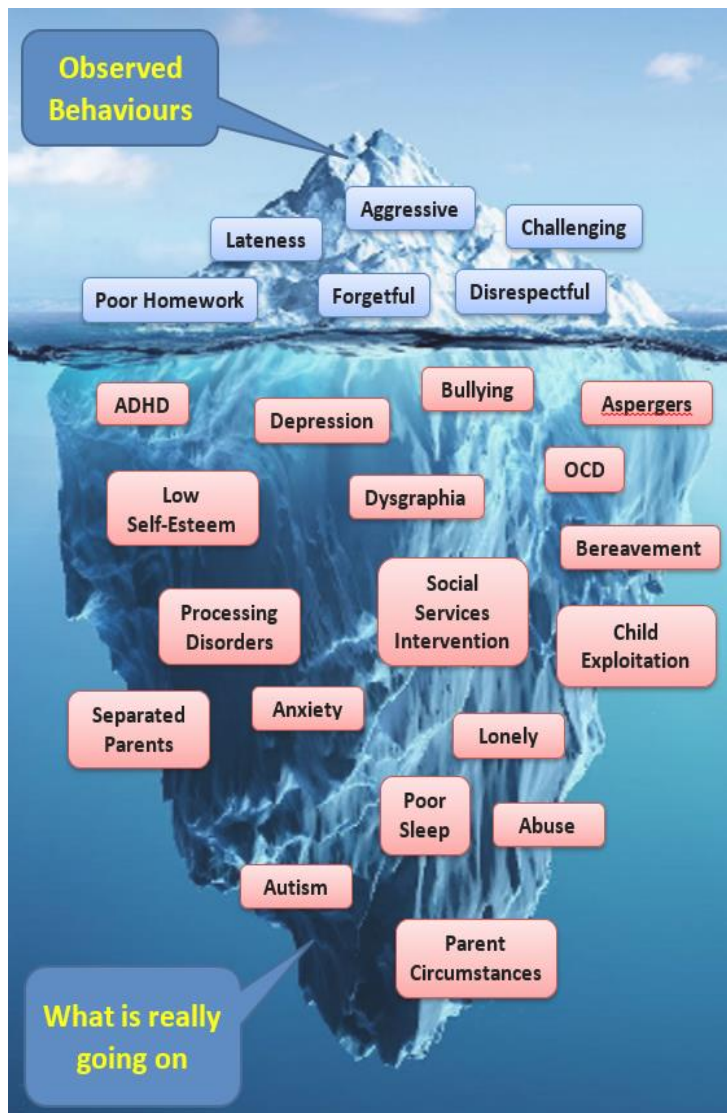 Observed
Behaviours
Aggressive
Challenging
Lateness
Disrespectful
Poor Homework
Forgetful
ADHD
Depression
Bullying
Aspergers
OCD
Low
Self-Esteem
Dysgraphia
Bereavement
Social
Services
Intervention
Processing
Disorders
Child
Exploitation
Separated
Parents
Anxiety
Lonely
Poor
Sleep
Abuse
Autism
Parent
Circumstances
What is really
going on